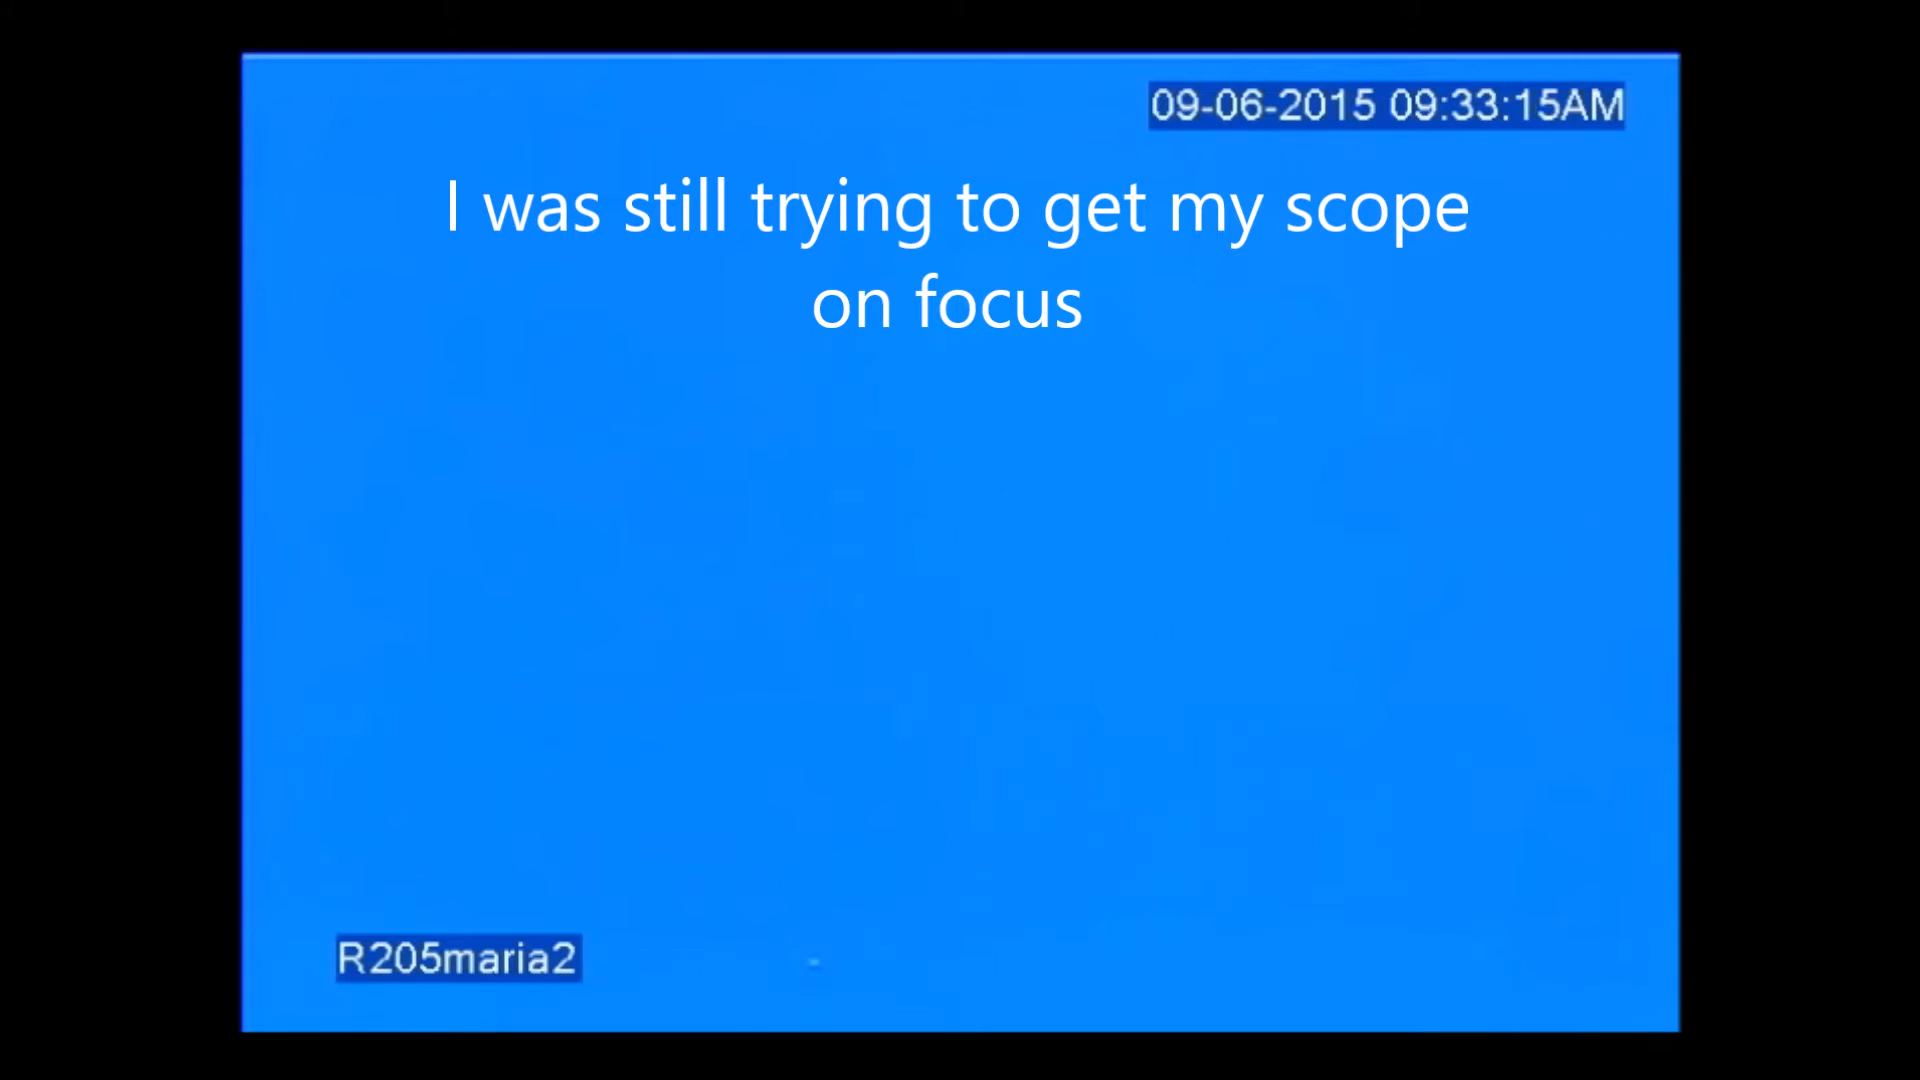 09-06-2015 09:33:15AM
I was still trying to get my scope
on focus
R205maria2